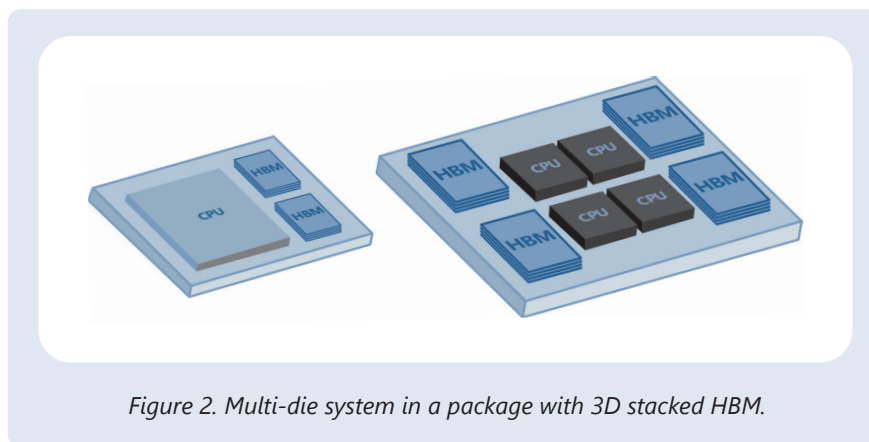 HBM
CPU
HBM
HBM
CPU
CPU
HBM
HBM
CPU
CPU
HBM
Figure 2. Multi-die system in a package with 3D stacked HBM.